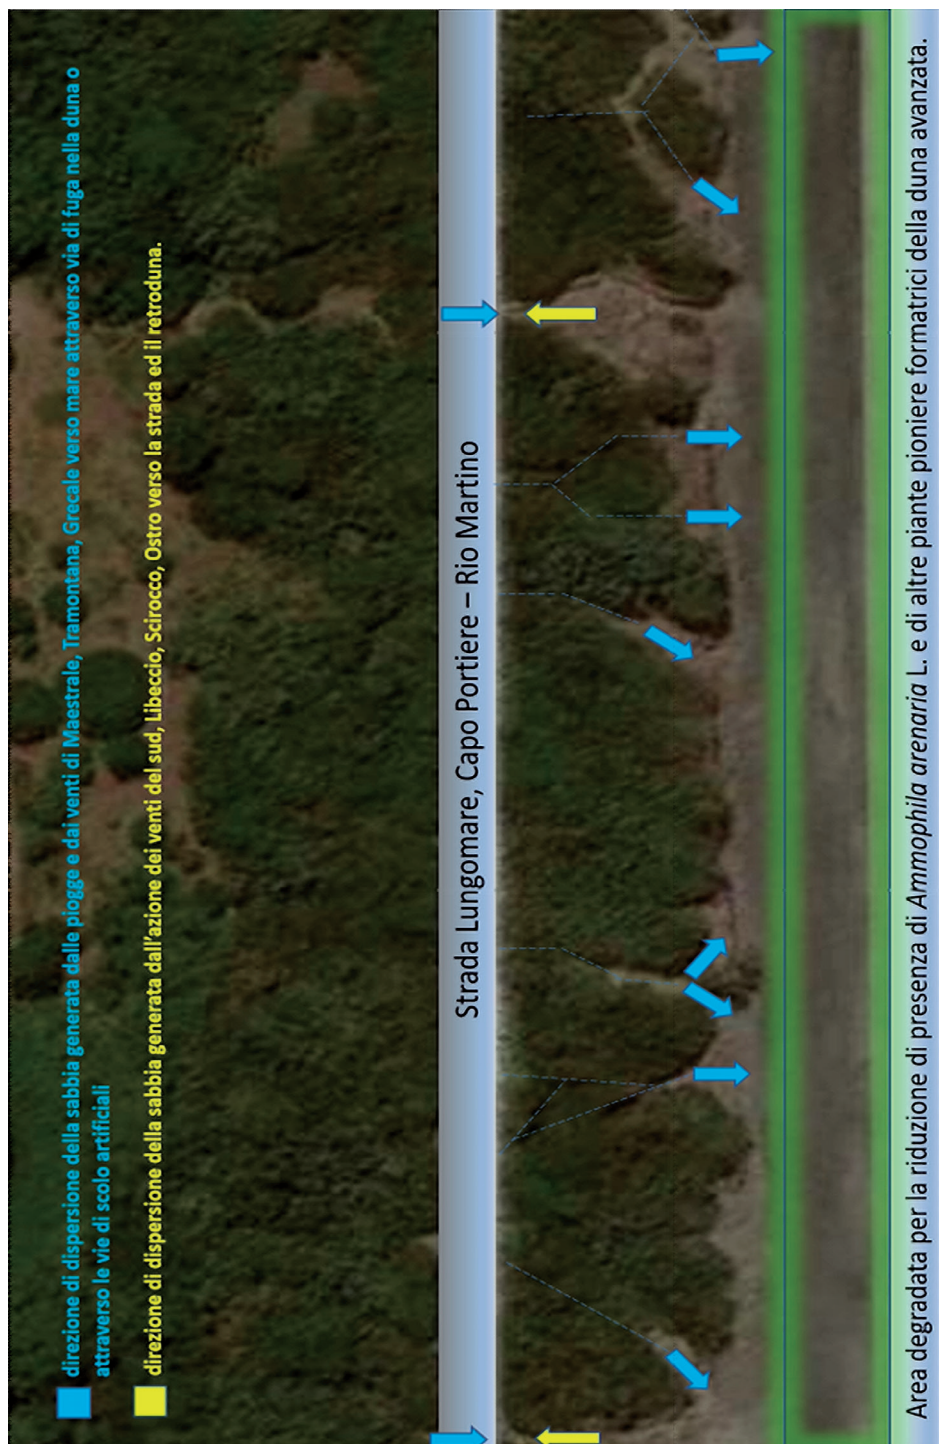 direzione di dispersione della sabbia generata dalle piogge e dai venti di Maestrale, Tramontana, Grecale verso mare attraverso via di fuga nella duna o
attraverso le vie di scolo artificiali
direzione di dispersione della sabbia generata dall'azione dei venti del sud, Libeccio, Scirocco, Ostro verso la strada ed il retroduna.
Strada Lungomare, Capo Portiere – Rio Martino
Area degradata per la riduzione di presenza di Ammophila arenaria L. e di altre piante pioniere formatrici della duna avanzata.